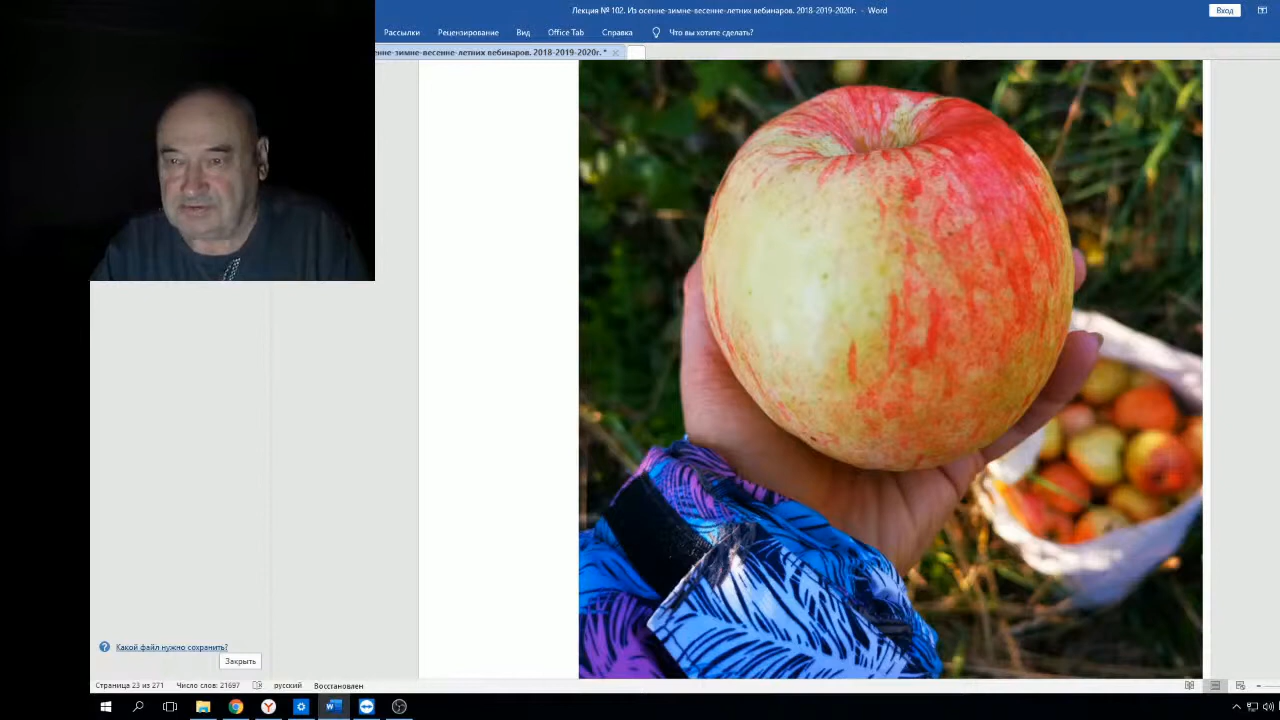 Лекция № 102. Из осенне-зимне-весенне-летних вебинаров. 2018-2019-2020г. - Word
Вход
Рассылки Рецензирование Вид Office Tab Справка Что вы хотите сделать?
нне-зимне-весенне-летних вебинаров. 2018-2019-2020г. *
Какой файл нужно сохранить?
Закрыть
Страница 23 из 271 Число слов: 21697 русский Восстановлен